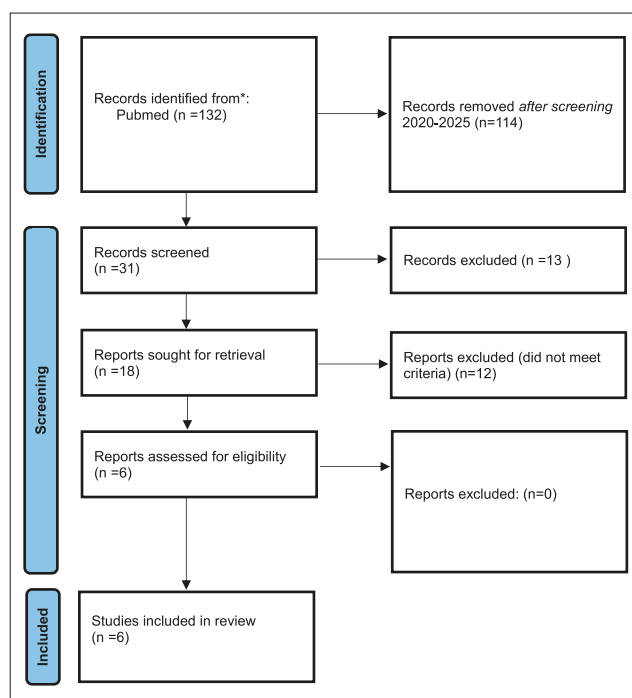 Identification
Records identified from*:
Pubmed (n =132)
Records removed after screening
2020-2025 (n=114)
Screening
Records screened
(n =31)
Records excluded (n =13 )
Reports sought for retrieval
(n =18)
Reports excluded (did not meet
criteria) (n=12)
Reports assessed for eligibility
(n =6)
Reports excluded: (n=0)
Included
Studies included in review
(n =6)